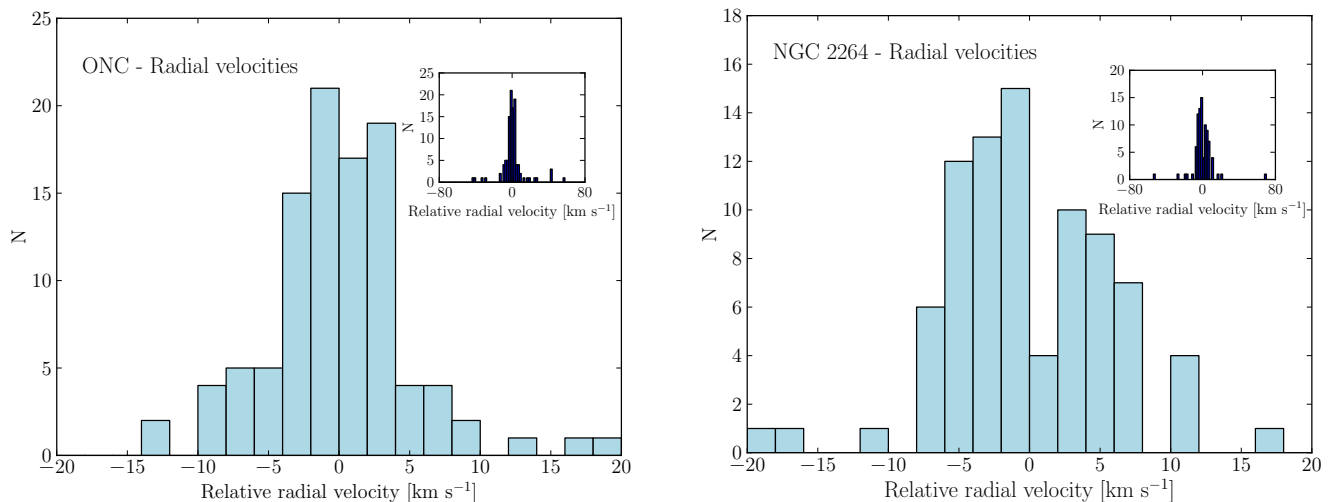 ONC - Radial velocities
25
20
15
10
5
0
N
−20 −15 −10 −5 0 5 10 15 20
Relative radial velocity [km s⁻¹]
25
20
15
10
5
0
N
−80 0 80
Relative radial velocity [km s⁻¹]
NGC 2264 - Radial velocities
18
16
14
12
10
8
6
4
2
0
N
−20 −15 −10 −5 0 5 10 15 20
Relative radial velocity [km s⁻¹]
20
15
10
5
0
N
−80 0 80
Relative radial velocity [km s⁻¹]